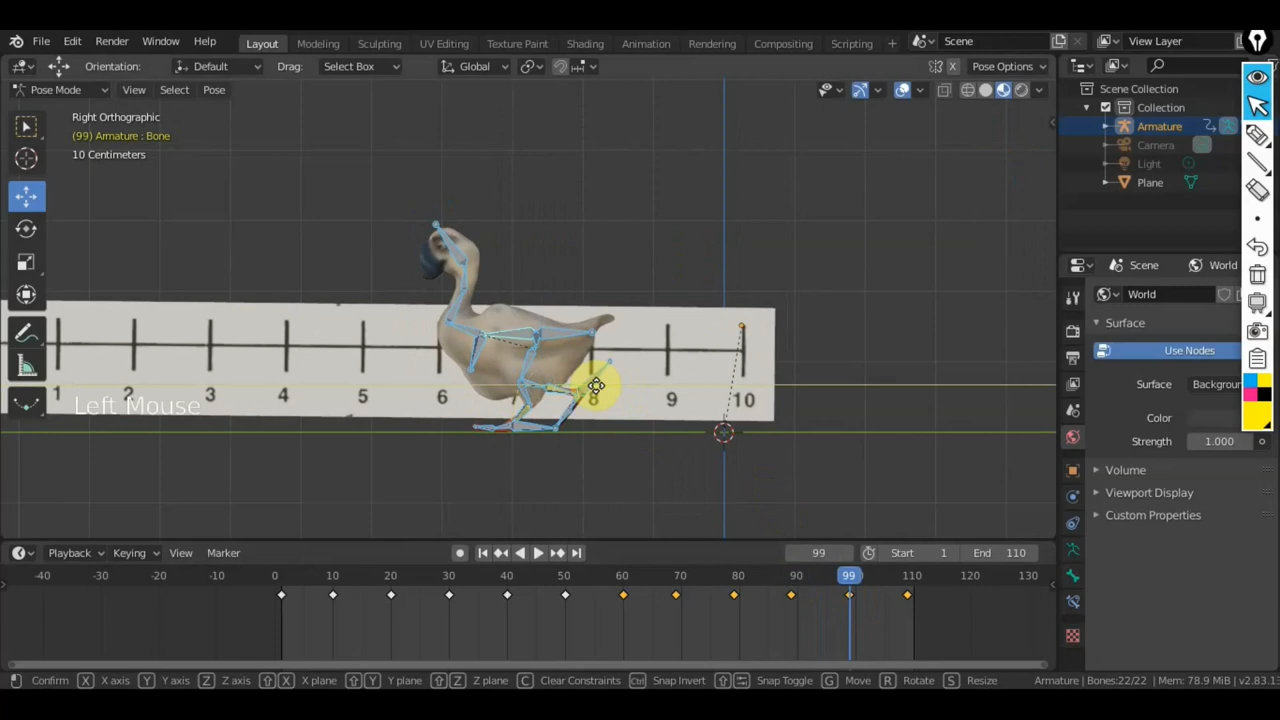 File Edit Render Window Help Layout Modeling Sculpting UV Editing Texture Paint Shading Animation Rendering Compositing Scripting Scene View Layer
Orientation: Default Drag: Select Box Global X Pose Options
Pose Mode View Select Pose
Scene Collection
Collection
Armature
Camera
Light
Plane
Right Orthographic
(99) Armature : Bone
10 Centimeters
1 2 3 4 5 6 7 8 9 10
Left Mouse
Scene World
World
Surface
Use Nodes
Surface Backgroun
Color
Strength 1.000
Volume
Viewport Display
Custom Properties
Playback Keying View Marker 99 Start 1 End 110
-40 -30 -20 -10 0 10 20 30 40 50 60 70 80 90 99 110 120 130
Confirm X X axis Y Y axis Z Z axis X X plane Y Y plane Z Z plane C Clear Constraints Ctrl Snap Invert Snap Toggle G Move R Rotate S Resize Armature | Bones:22/22 | Mem: 78.9 MiB | v2.83.1